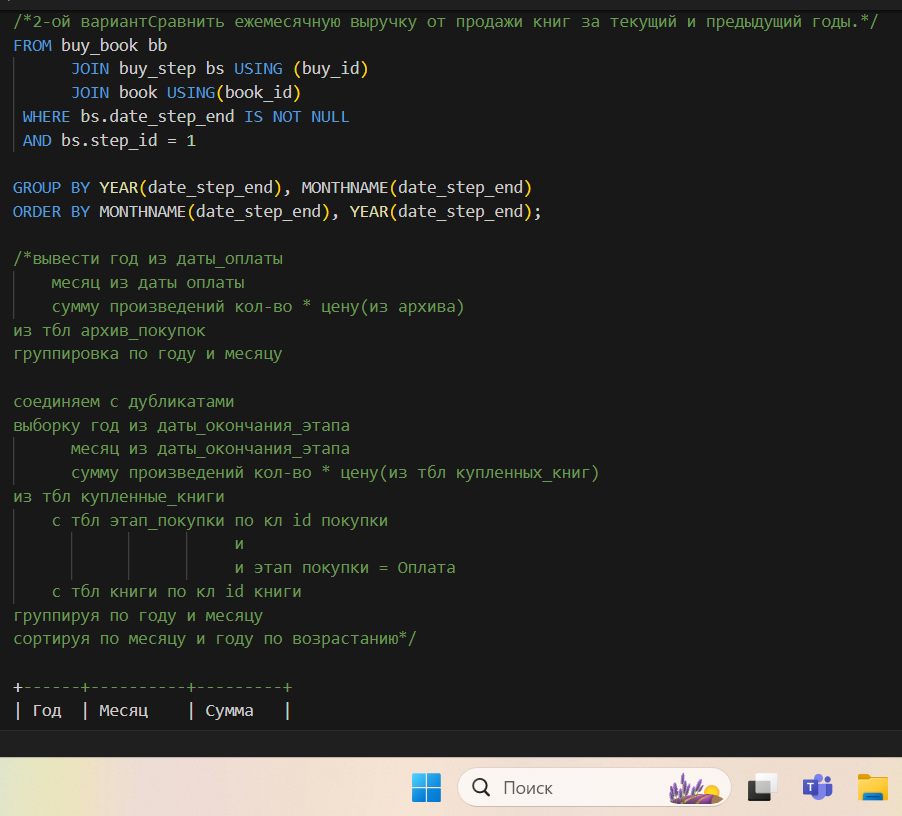 /*2-ой вариантСравнить ежемесячную выручку от продажи книг за текущий и предыдущий годы.*/
FROM buy_book bb
JOIN buy_step bs USING (buy_id)
JOIN book USING(book_id)
WHERE bs.date_step_end IS NOT NULL
AND bs.step_id = 1
GROUP BY YEAR(date_step_end), MONTHNAME(date_step_end)
ORDER BY MONTHNAME(date_step_end), YEAR(date_step_end);
/*вывести год из даты_оплаты
месяц из даты оплаты
сумму произведений кол-во * цену(из архива)
из тбл архив_покупок
группировка по году и месяцу
соединяем с дубликатами
выборку год из даты_окончания_этапа
месяц из даты_окончания_этапа
сумму произведений кол-во * цену(из тбл купленных_книг)
из тбл купленные_книги
с тбл этап_покупки по кл id покупки
и
и этап покупки = Оплата
с тбл книги по кл id книги
группируя по году и месяцу
сортируя по месяцу и году по возрастанию*/
+------+----------+---------+
| Год | Месяц | Сумма |
Поиск